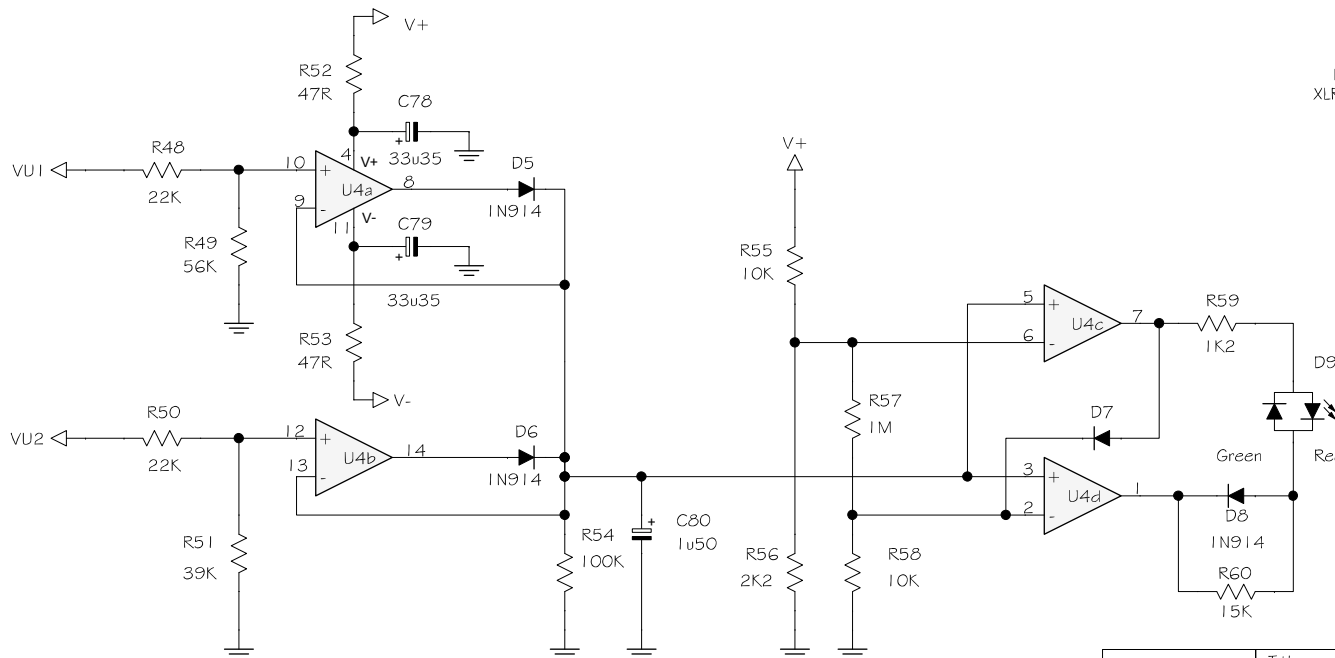 V+
R52
47R
C78
+
33u35
XLR
R48
VU1
22K
10
4
V+
+
U4a
8
D5
1N914
9
-
11
V-
R49
56K
C79
+
33u35
R53
47R
V-
V+
R55
10K
5
+
U4c
7
6
-
R59
1K2
D9
R50
VU2
22K
12
+
U4b
14
13
-
D6
1N914
R57
1M
D7
Green
Re
3
+
U4d
1
2
-
D8
1N914
R51
39K
R54
100K
+
C80
1u50
R56
2K2
R58
10K
R60
15K